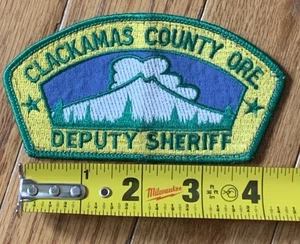 CLACKAMAS COUNTY ORE.
DEPUTY SHERIFF
1 2 3 4
Milwaukee